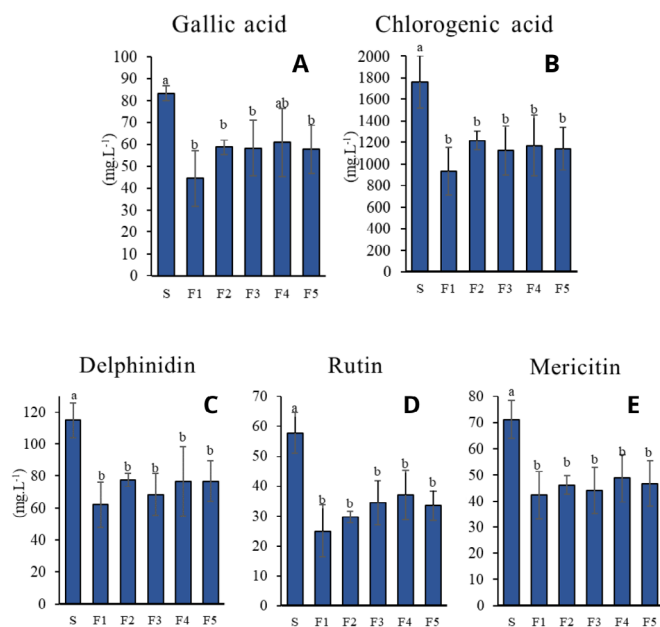 Gallic acid
A
(mg.L-1)
100
90
80
70
60
50
40
30
20
10
0
a
b
b
b
ab
b
S F1 F2 F3 F4 F5
Chlorogenic acid
B
(mg.L-1)
2000
1800
1600
1400
1200
1000
800
600
400
200
0
a
b
b
b
b
b
S F1 F2 F3 F4 F5
Delphinidin
C
(mg.L-1)
120
100
80
60
40
20
0
a
b
b
b
b
b
S F1 F2 F3 F4 F5
Rutin
D
70
60
50
40
30
20
10
0
a
b
b
b
b
b
S F1 F2 F3 F4 F5
Mericitin
E
80
70
60
50
40
30
20
10
0
a
b
b
b
b
b
S F1 F2 F3 F4 F5